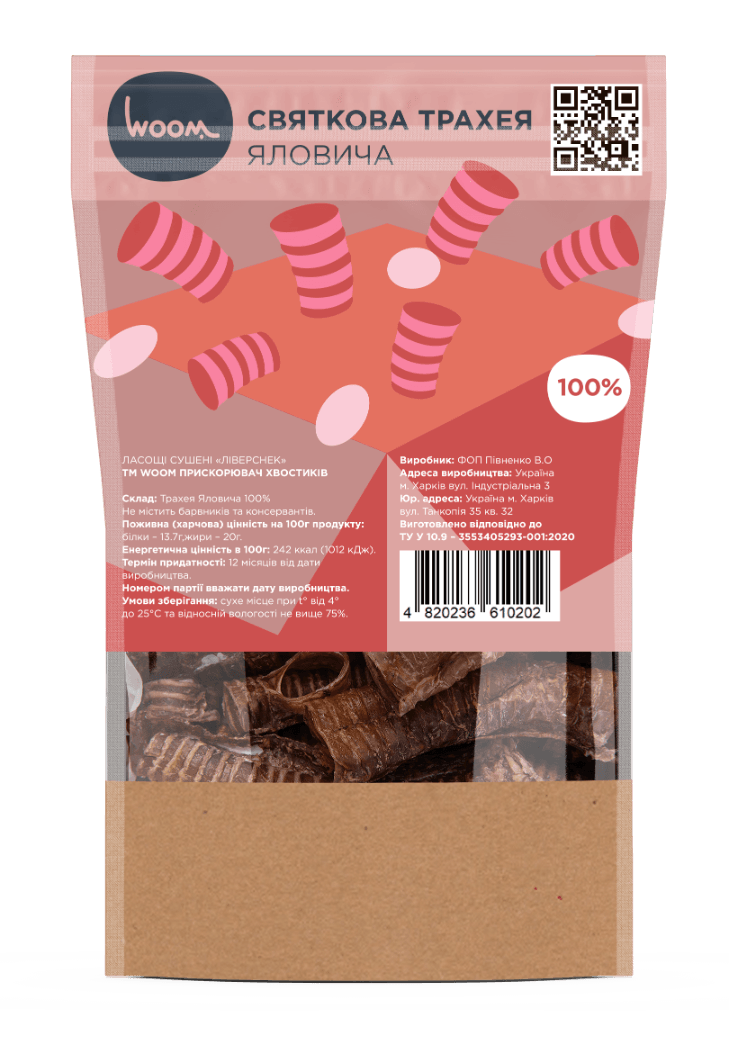 WOOM
СВЯТКОВА ТРАХЕЯ
ЯЛОВИЧА
100%
ЛАСОЩІ СУШЕНІ «ЛІВЕРСНЕК»
ТМ WOOM ПРИСКОРЮВАЧ ХВОСТИКІВ
Склад: Трахея Яловича 100%
Не містить барвників та консервантів.
Поживна (харчова) цінність на 100г продукту:
білки – 13.7г,жири – 20г.
Енергетична цінність в 100г: 242 ккал (1012 кДж).
Термін придатності: 12 місяців від дати
виробництва.
Номером партії вважати дату виробництва.
Умови зберігання: сухе місце при t° від 4°
до 25°C та відносній вологості не вище 75%.
Виробник: ФОП Півненко В.О
Адреса виробництва: Україна
м. Харків вул. Індустріальна 3
Юр. адреса: Україна м. Харків
вул. Танкопія 35 кв. 32
Виготовлено відповідно до
ТУ У 10.9 – 3553405293-001:2020
4 820236 610202